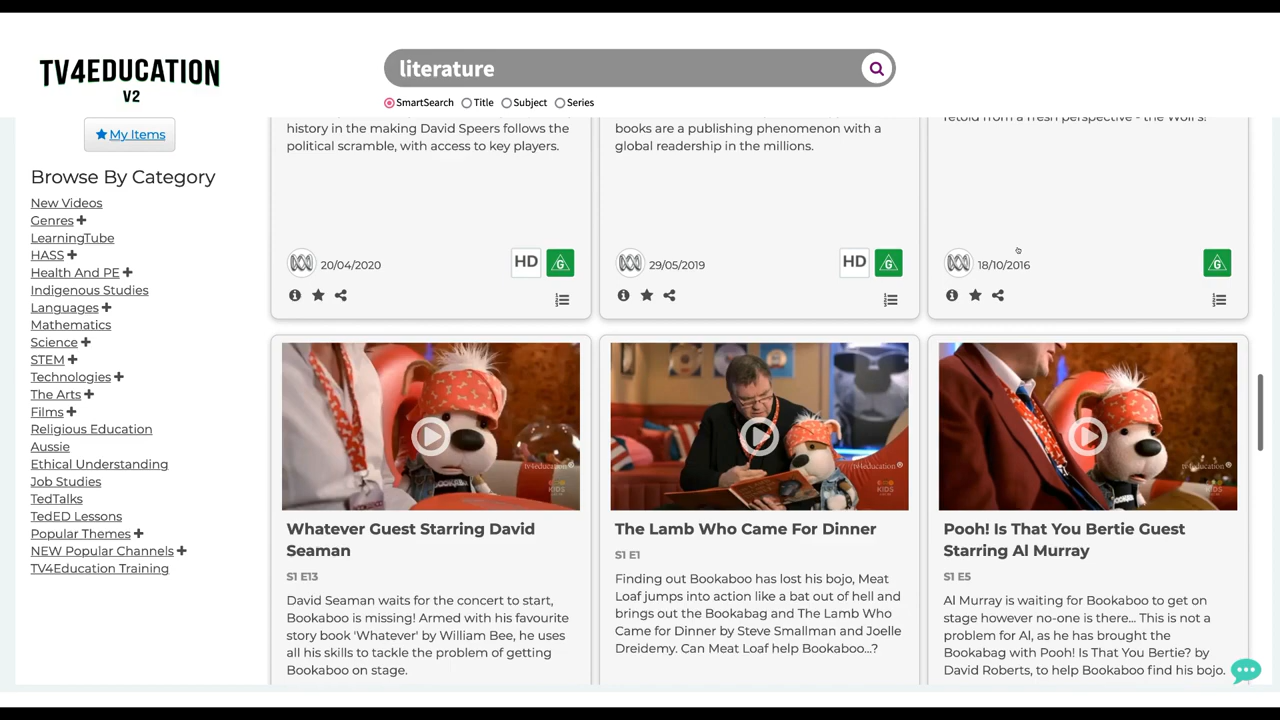 TV4EDUCATION
V2
literature
SmartSearch Title Subject Series
My Items
Browse By Category
New Videos
Genres
LearningTube
HASS
Health And PE
Indigenous Studies
Languages
Mathematics
Science
STEM
Technologies
The Arts
Films
Religious Education
Aussie
Ethical Understanding
Job Studies
TedTalks
TedED Lessons
Popular Themes
NEW Popular Channels
TV4Education Training
history in the making David Speers follows the
political scramble, with access to key players.
20/04/2020
HD
G
books are a publishing phenomenon with a
global readership in the millions.
29/05/2019
HD
G
retold from a fresh perspective - the Wolf's!
18/10/2016
G
tv4education®
Whatever Guest Starring David
Seaman
S1 E13
David Seaman waits for the concert to start,
Bookaboo is missing! Armed with his favourite
story book 'Whatever' by William Bee, he uses
all his skills to tackle the problem of getting
Bookaboo on stage.
tv4education®
KIDS
The Lamb Who Came For Dinner
S1 E1
Finding out Bookaboo has lost his bojo, Meat
Loaf jumps into action like a bat out of hell and
brings out the Bookabag and The Lamb Who
Came for Dinner by Steve Smallman and Joelle
Dreidemy. Can Meat Loaf help Bookaboo...?
tv4education®
KIDS
Pooh! Is That You Bertie Guest
Starring Al Murray
S1 E5
Al Murray is waiting for Bookaboo to get on
stage however no-one is there... This is not a
problem for Al, as he has brought the
Bookabag with Pooh! Is That You Bertie? by
David Roberts, to help Bookaboo find his bojo.